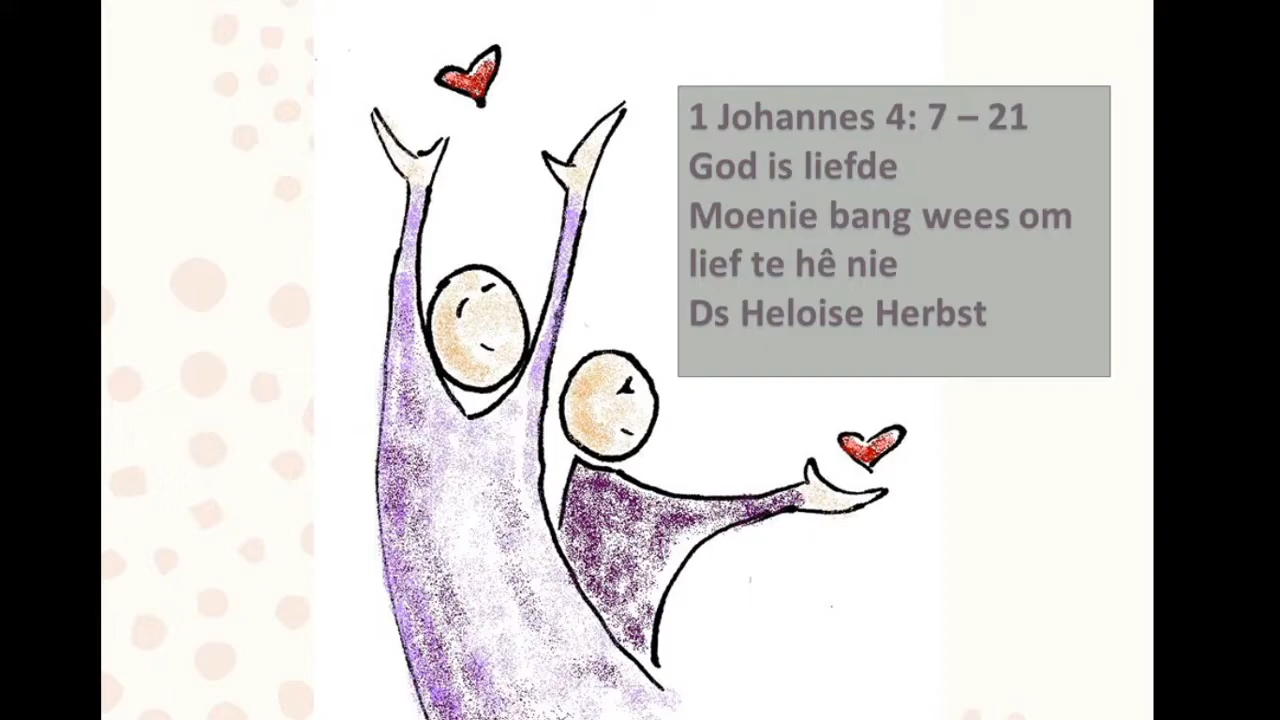 1 Johannes 4: 7 – 21
God is liefde
Moenie bang wees om
lief te hê nie
Ds Heloise Herbst